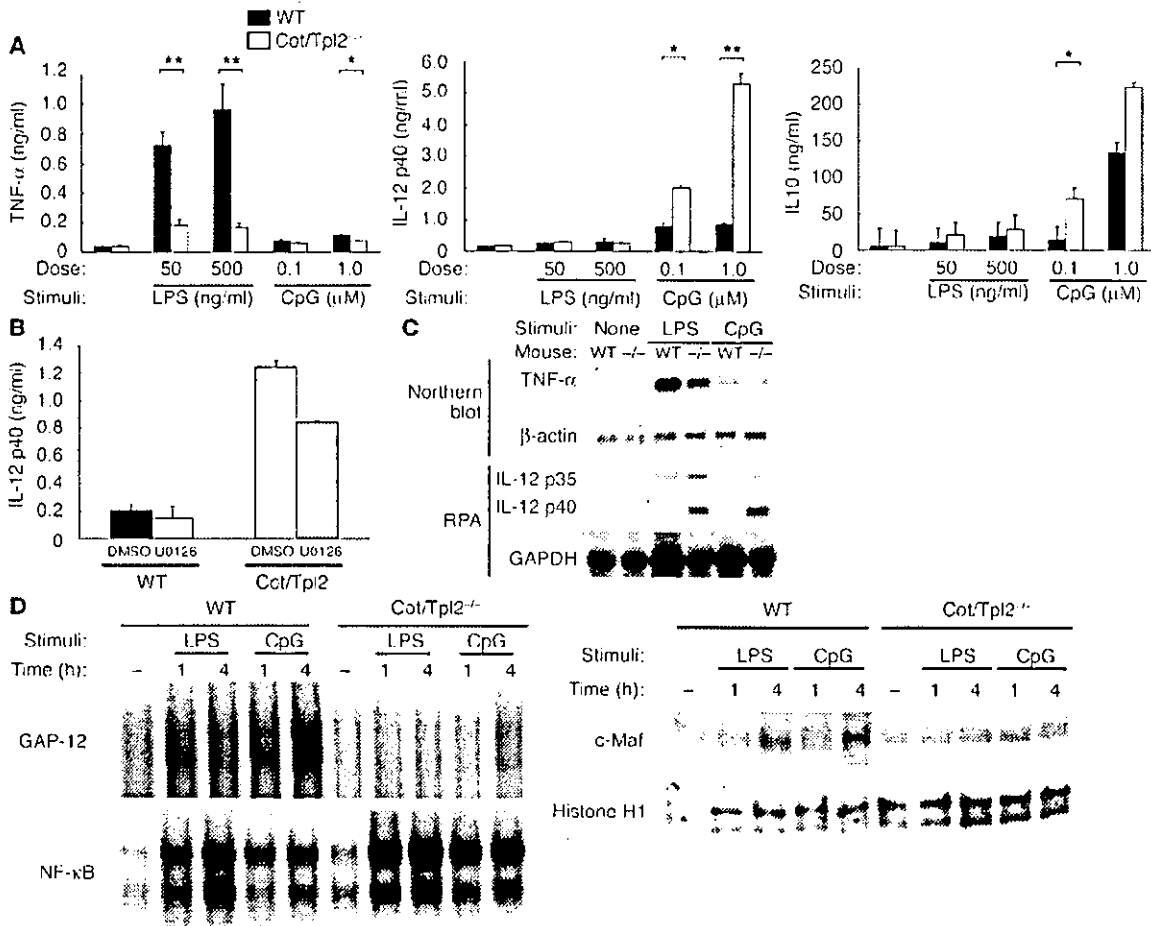 WT
Cot/Tpl2-/-
A
TNF-α (ng/ml)
1.2
1.0
0.8
0.6
0.4
0.2
0
** ** *
Dose: 50 500 0.1 1.0
Stimuli: LPS (ng/ml) CpG (μM)
IL-12 p40 (ng/ml)
6.0
5.0
4.0
3.0
2.0
1.0
0
* **
Dose: 50 500 0.1 1.0
Stimuli: LPS (ng/ml) CpG (μM)
IL10 (ng/ml)
250
200
150
100
50
0
*
Dose: 50 500 0.1 1.0
Stimuli: LPS (ng/ml) CpG (μM)
B
IL-12 p40 (ng/ml)
1.4
1.2
0.8
0.6
0.4
0.2
0
DMSO U0126 DMSO U0126
WT Cot/Tpl2
C
Stimuli: None LPS CpG
Mouse: WT -/- WT -/- WT -/-
Northern blot
TNF-α
β-actin
RPA
IL-12 p35
IL-12 p40
GAPDH
D
WT Cot/Tpl2-/-
Stimuli: LPS CpG LPS CpG
Time (h): – 1 4 1 4 – 1 4 1 4
GAP-12
NF-κB
WT Cot/Tpl2-/-
Stimuli: LPS CpG LPS CpG
Time (h): – 1 4 1 4 – 1 4 1 4
c-Maf
Histone H1